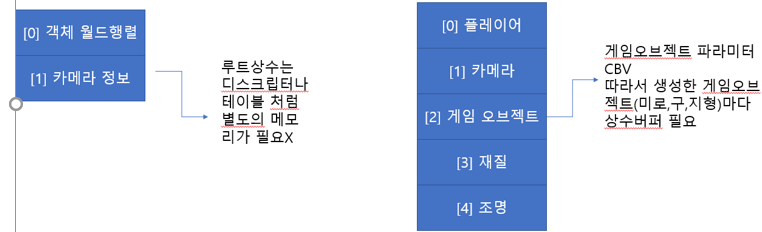 [0] 객체 월드행렬
[1] 카메라 정보
루트상수는
디스크립터나
테이블 처럼
별도의 메모
리가 필요X
[0] 플레이어
[1] 카메라
[2] 게임 오브젝트
[3] 재질
[4] 조명
게임오브젝트 파라미터
CBV
따라서 생성한 게임오브
젝트(미로,구,지형)마다
상수버퍼 필요